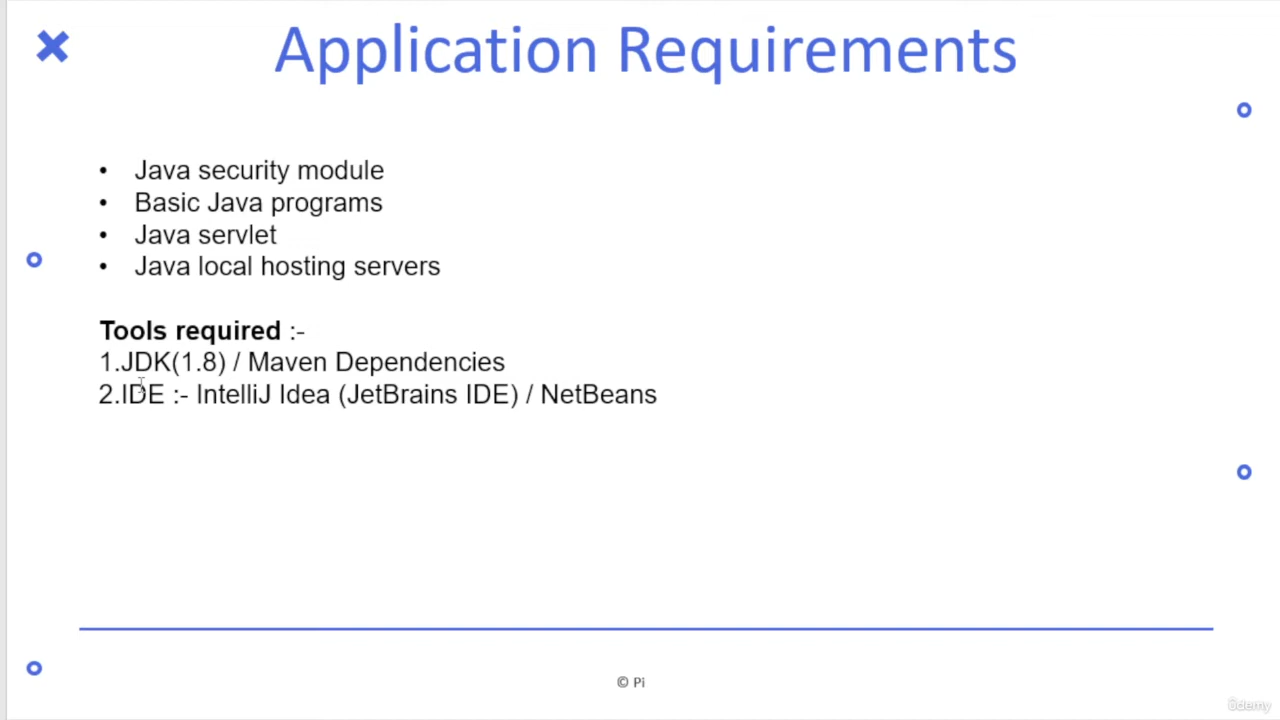 Application Requirements
• Java security module
• Basic Java programs
• Java servlet
• Java local hosting servers
Tools required :-
1.JDK(1.8) / Maven Dependencies
2.IDE :- IntelliJ Idea (JetBrains IDE) / NetBeans
© Pi
ûdemy